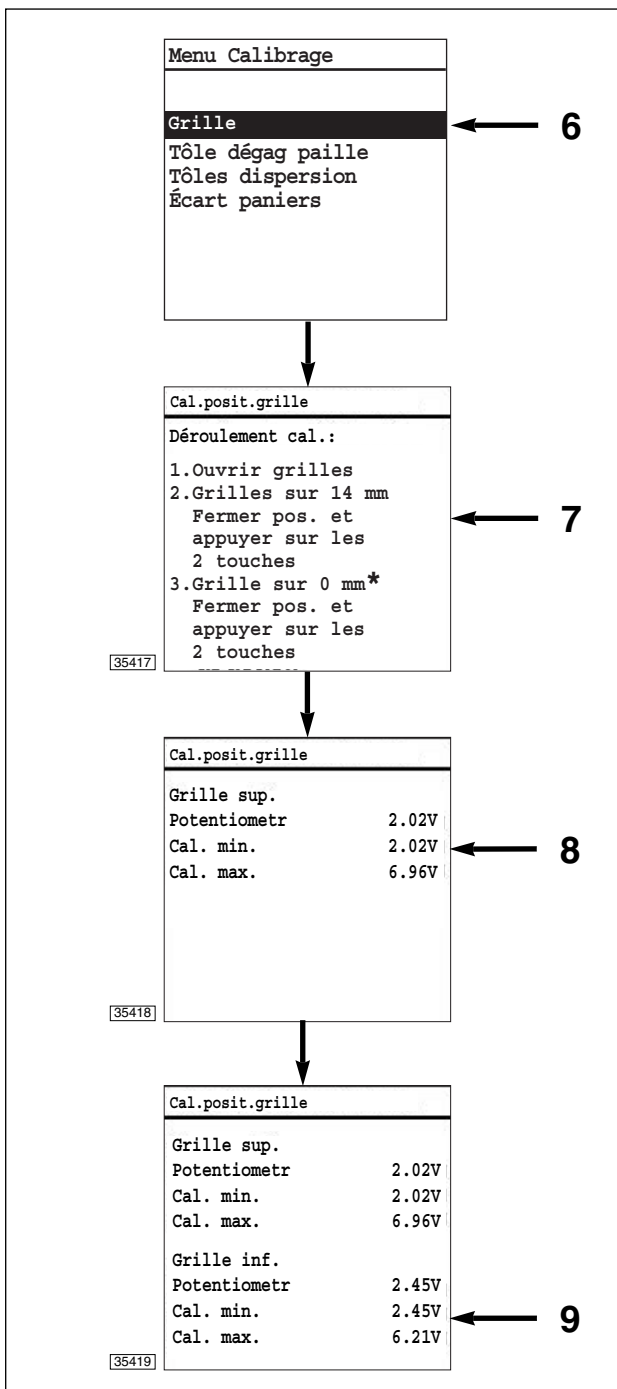 Menu Calibrage
Grille
6
Tôle dégag paille
Tôles dispersion
Écart paniers
Cal.posit.grille
Déroulement cal.:
1.Ouvrir grilles
2.Grilles sur 14 mm
Fermer pos. et
7
appuyer sur les
2 touches
3.Grille sur 0 mm*
Fermer pos. et
appuyer sur les
2 touches
35417
Cal.posit.grille
Grille sup.
Potentiometr 2.02V
Cal. min. 2.02V
8
Cal. max. 6.96V
35418
Cal.posit.grille
Grille sup.
Potentiometr 2.02V
Cal. min. 2.02V
Cal. max. 6.96V
Grille inf.
Potentiometr 2.45V
Cal. min. 2.45V
9
Cal. max. 6.21V
35419